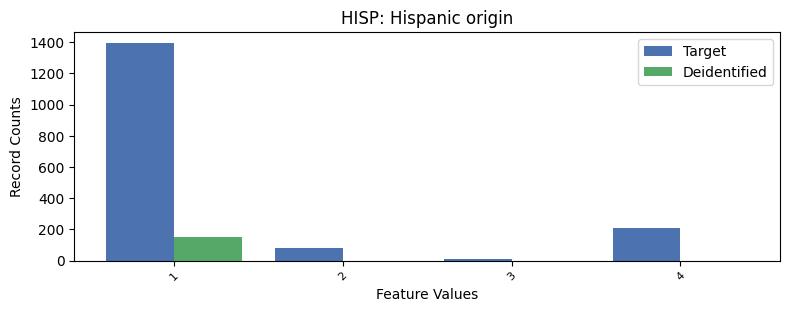 HISP: Hispanic origin
Target
Deidentified
Record Counts
1400
1200
1000
800
600
400
200
0
1
2
3
4
Feature Values